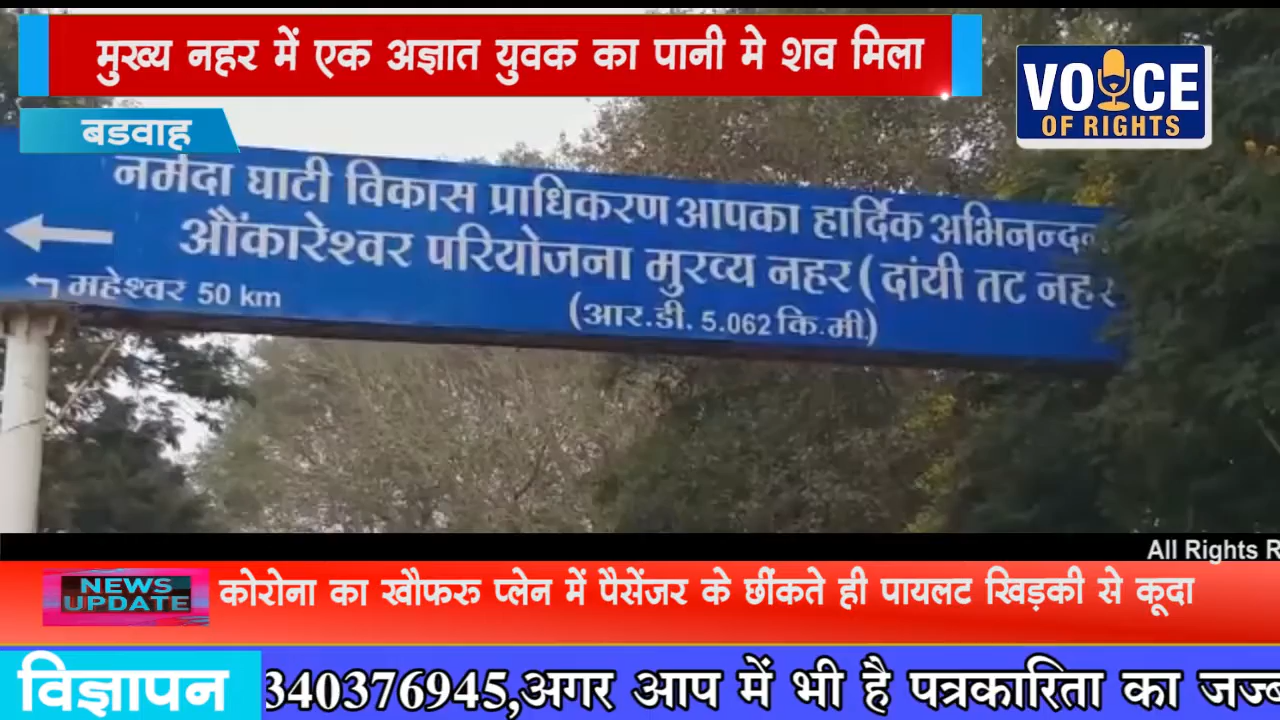 मुख्य नहर में एक अज्ञात युवक का पानी मे शव मिला
VOICE
OF RIGHTS
बडवाह
नर्मदा घाटी विकास प्राधिकरण आपका हार्दिक अभिनन्दन
औंकारेश्वर परियोजना मुख्य नहर (दांयी तट नहर
महेश्वर 50 km
(आर.डी. 5.062 कि.मी)
All Rights R
NEWS
UPDATE
कोरोना का खौफरू प्लेन में पैसेंजर के छींकते ही पायलट खिड़की से कूदा
विज्ञापन
340376945,अगर आप में भी है पत्रकारिता का जज्ब